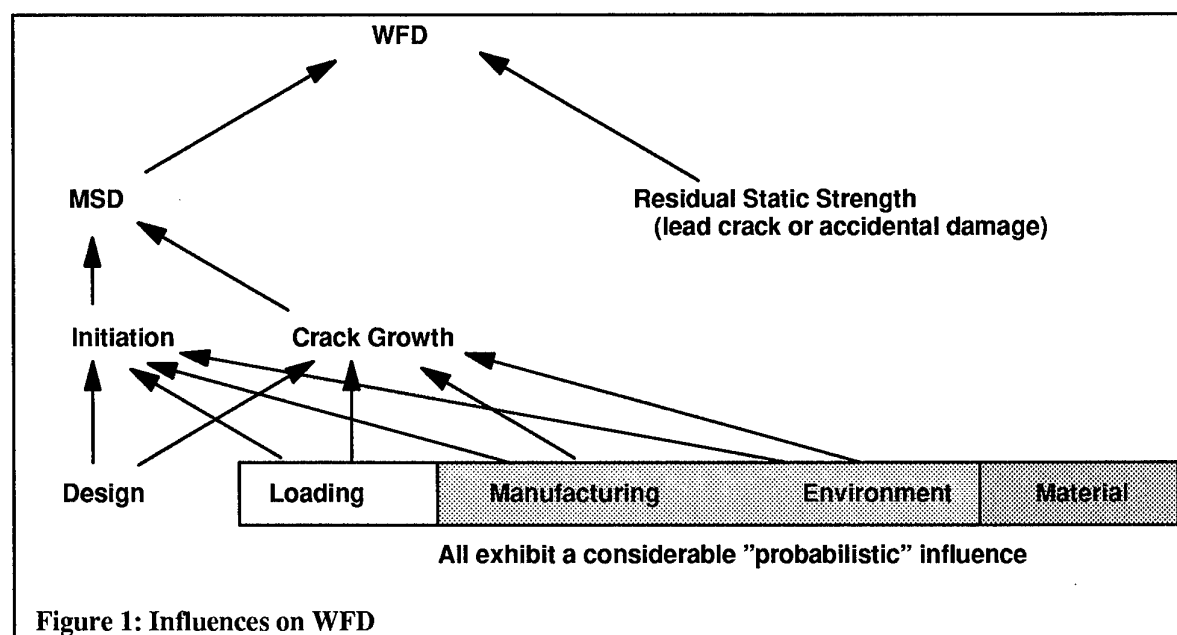 WFD
MSD
Residual Static Strength
(lead crack or accidental damage)
Initiation
Crack Growth
Design
Loading
Manufacturing
Environment
Material
All exhibit a considerable ”probabilistic” influence
Figure 1: Influences on WFD